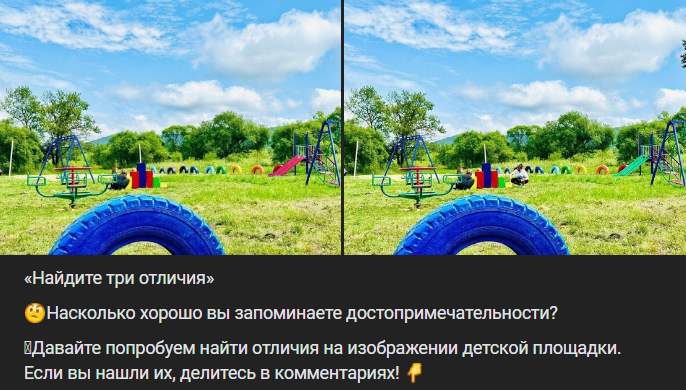 «Найдите три отличия»
🤨Насколько хорошо вы запоминаете достопримечательности?
Давайте попробуем найти отличия на изображении детской площадки.
Если вы нашли их, делитесь в комментариях! 👇